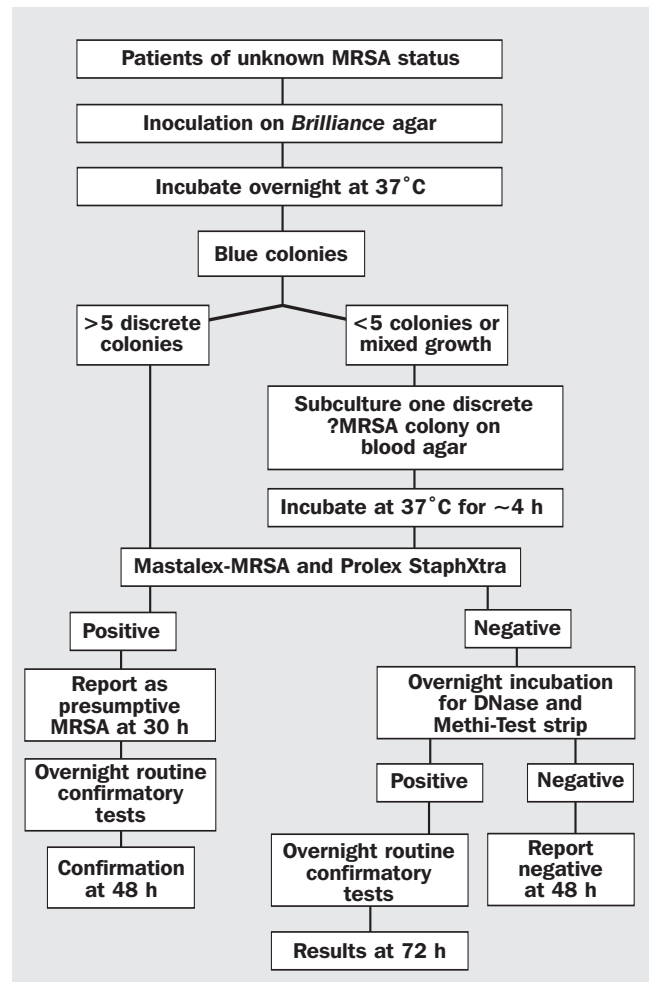 Patients of unknown MRSA status
Inoculation on Brilliance agar
Incubate overnight at 37˚C
Blue colonies
>5 discrete
colonies
<5 colonies or
mixed growth
Subculture one discrete
?MRSA colony on
blood agar
Incubate at 37˚C for ~4 h
Mastalex-MRSA and Prolex StaphXtra
Positive
Negative
Report as
presumptive
MRSA at 30 h
Overnight incubation
for DNase and
Methi-Test strip
Overnight routine
confirmatory
tests
Positive
Negative
Confirmation
at 48 h
Overnight routine
confirmatory
tests
Report
negative
at 48 h
Results at 72 h